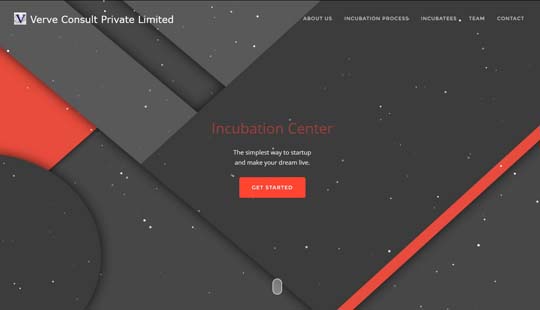 V Verve Consult Private Limited
ABOUT US INCUBATION PROCESS INCUBATEES TEAM CONTACT
Incubation Center
The simplest way to startup
and make your dream live.
GET STARTED